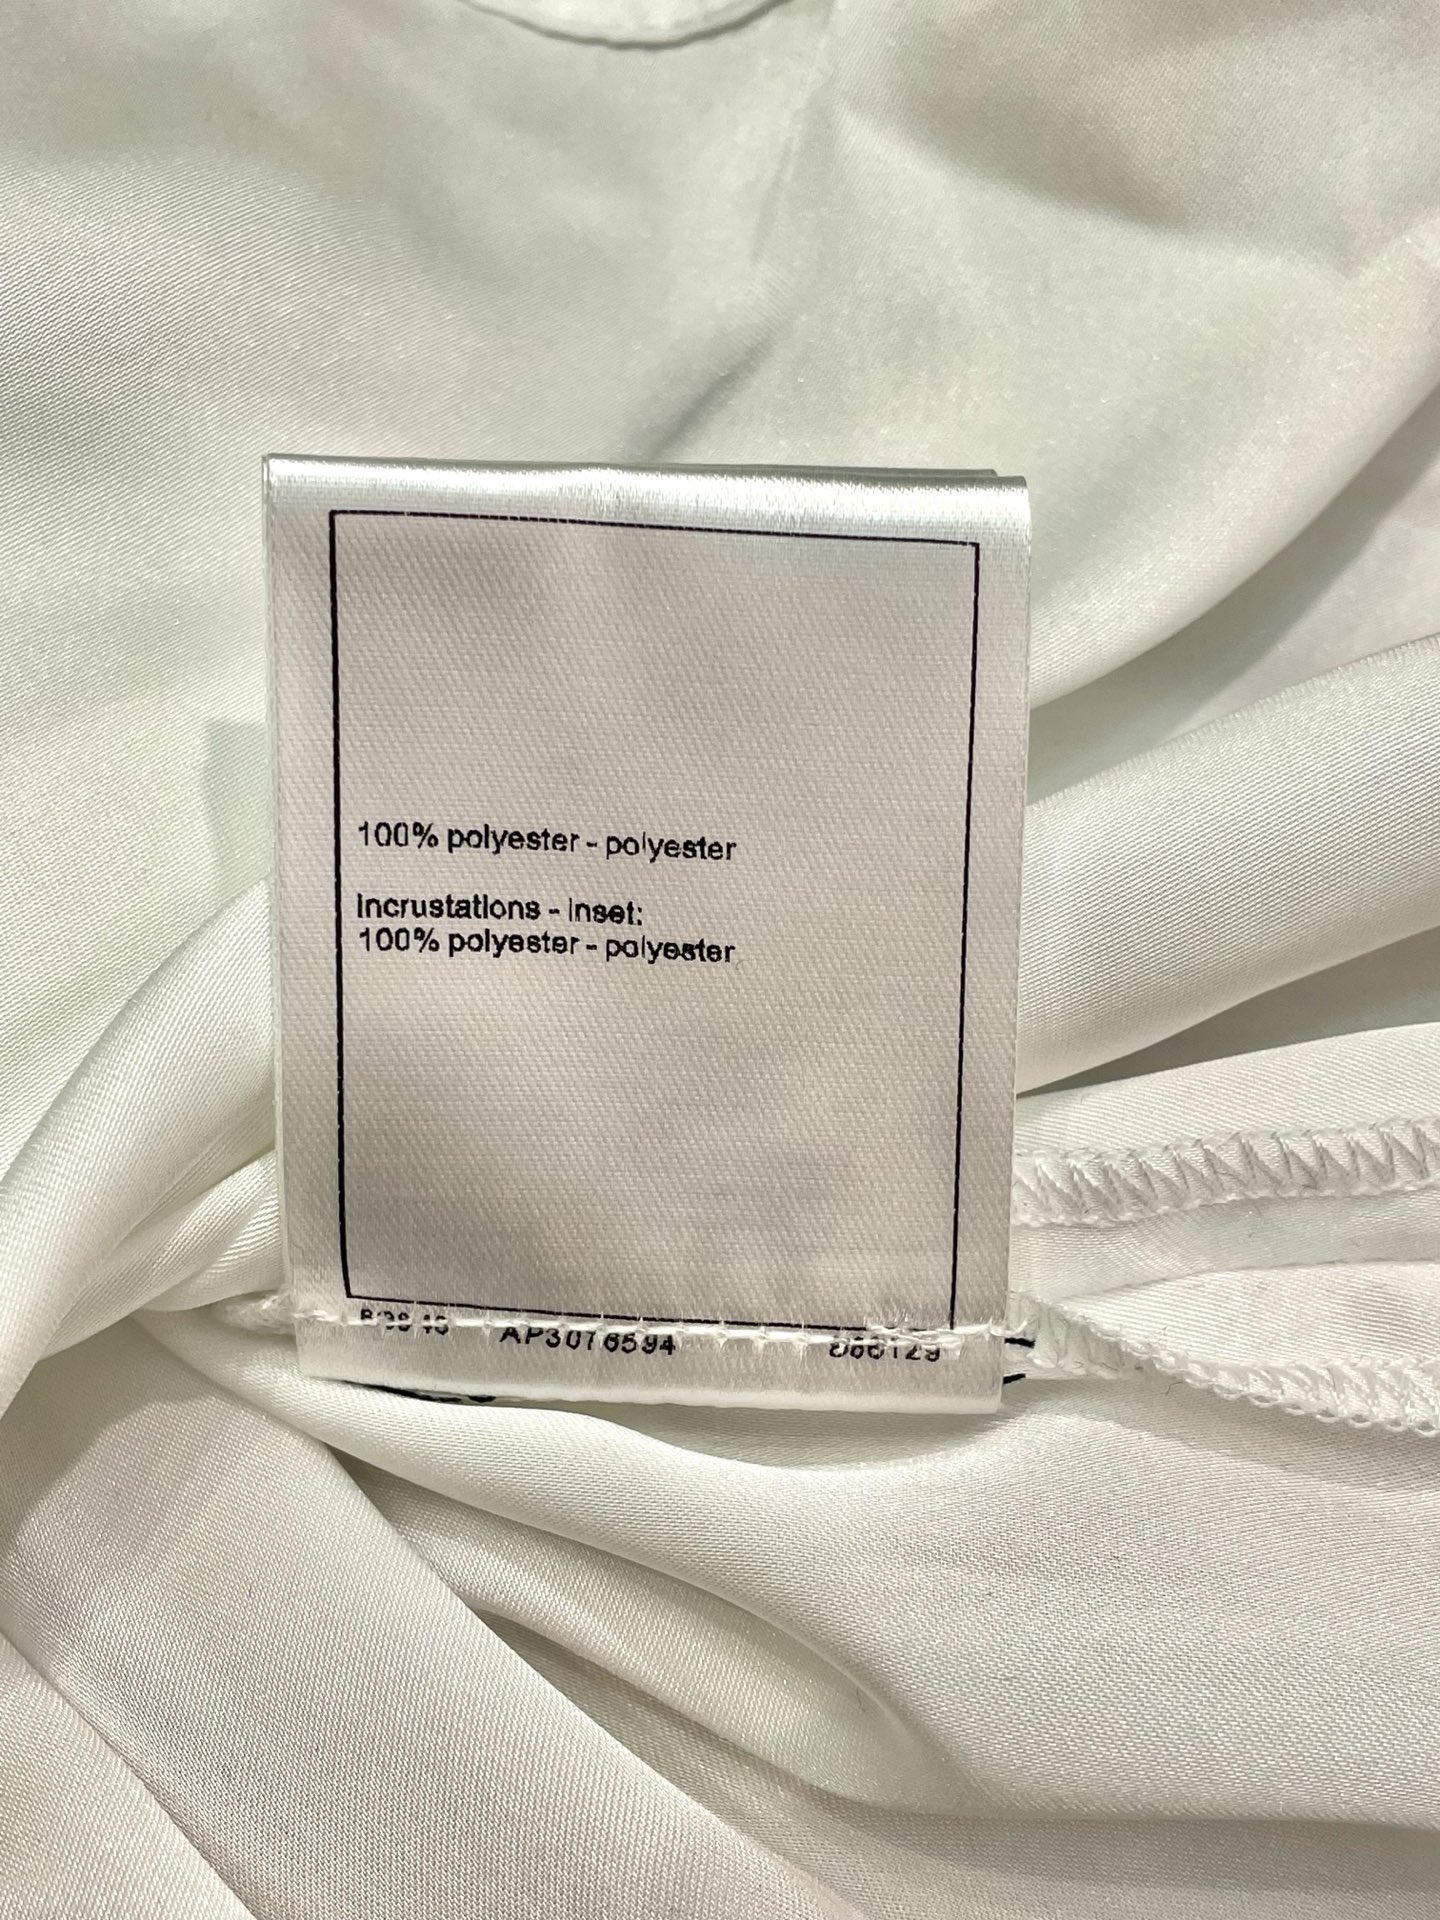 100% polyester - polyester
Incrustations - Inset:
100% polyester - polyester
AP3076594